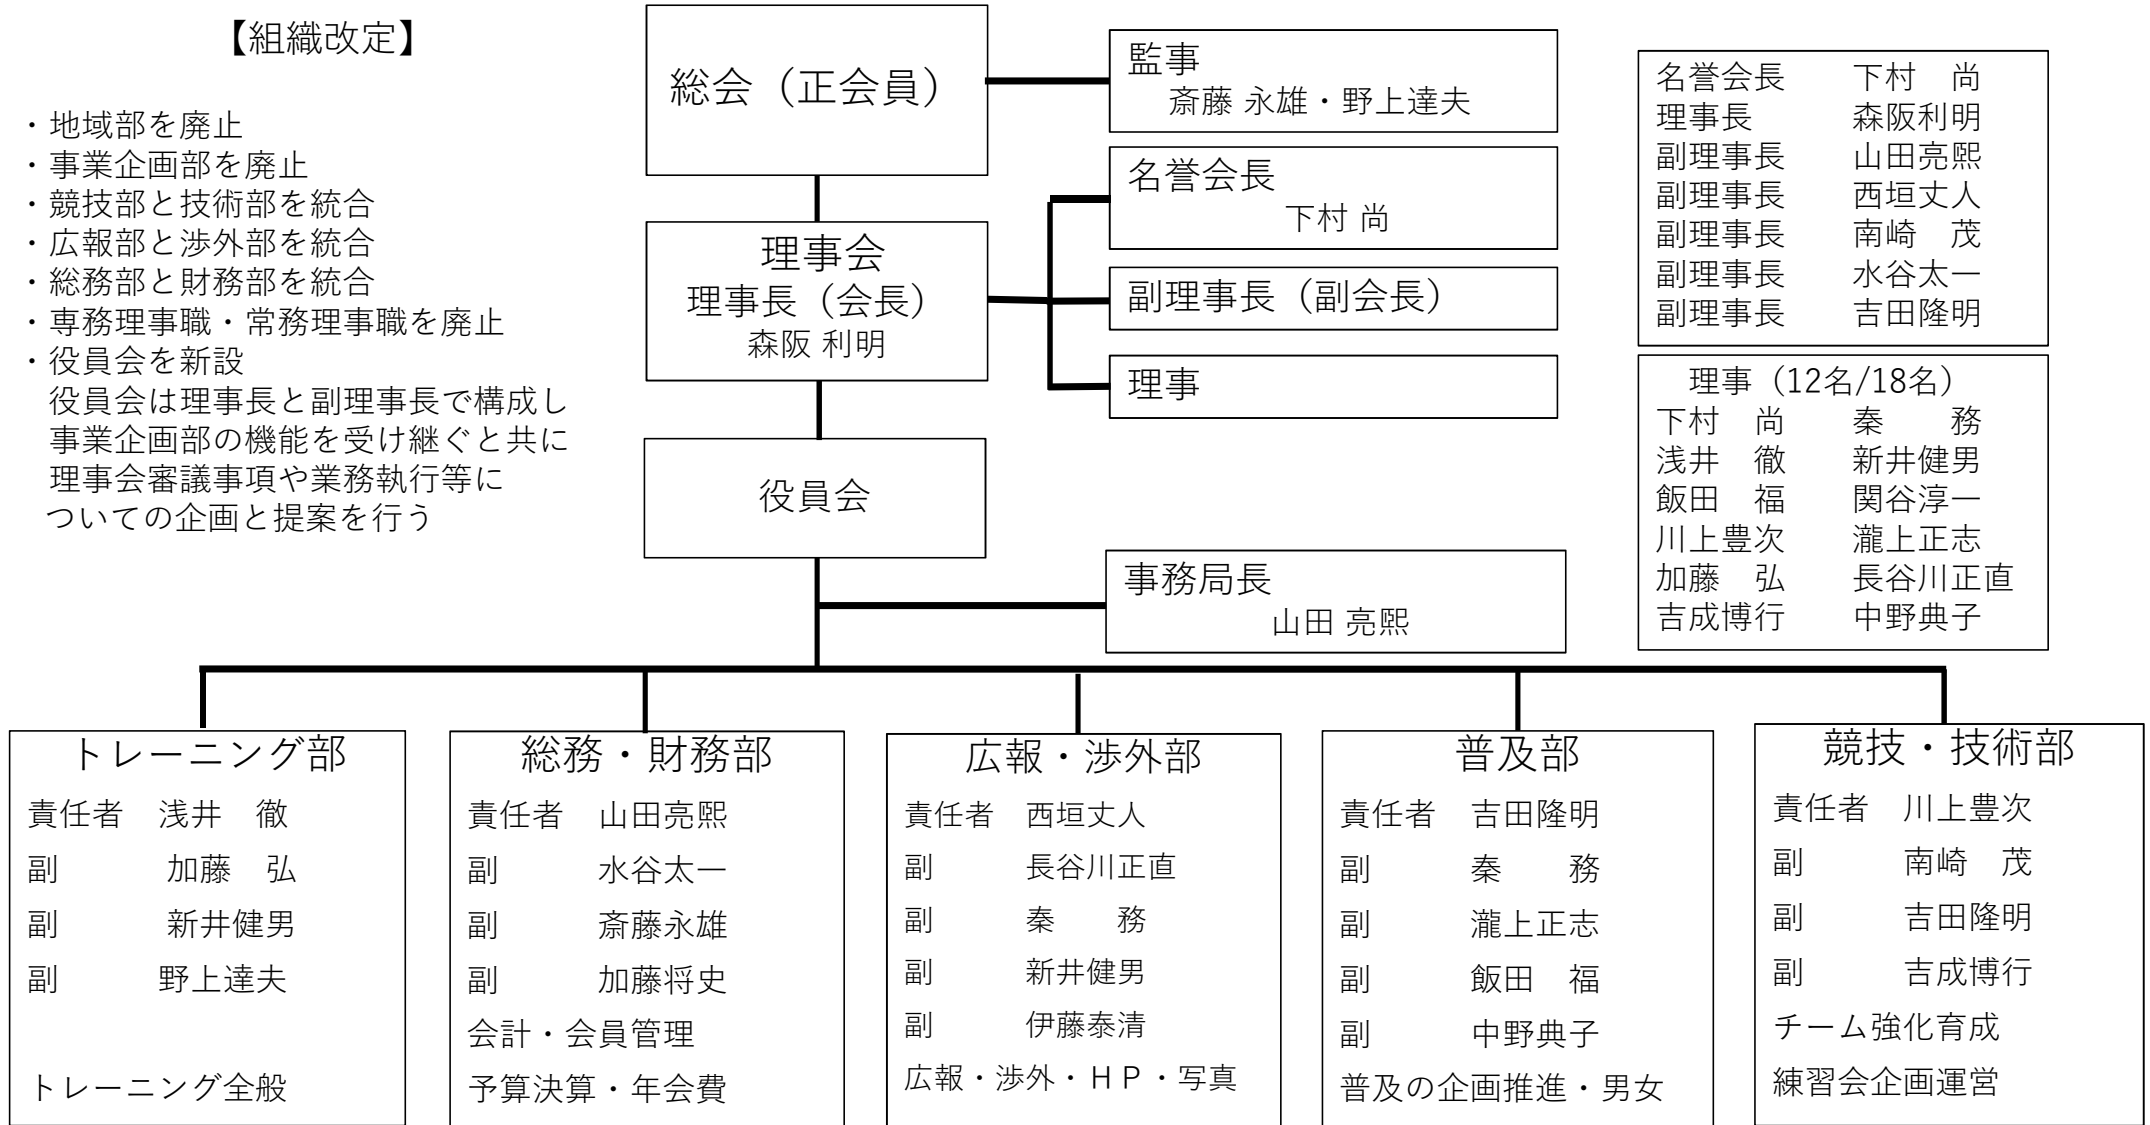 【組織改定】
・地域部を廃止
・事業企画部を廃止
・競技部と技術部を統合
・広報部と渉外部を統合
・総務部と財務部を統合
・専務理事職・常務理事職を廃止
・役員会を新設
役員会は理事長と副理事長で構成し
事業企画部の機能を受け継ぐと共に
理事会審議事項や業務執行等に
ついての企画と提案を行う
総会（正会員）
監事
斎藤 永雄・野上達夫
名誉会長
下村 尚
理事会
理事長（会長）
森阪 利明
副理事長（副会長）
理事
役員会
事務局長
山田 亮煕
名誉会長 下村　尚
理事長 森阪利明
副理事長 山田亮煕
副理事長 西垣丈人
副理事長 南崎　茂
副理事長 水谷太一
副理事長 吉田隆明
理事（12名/18名）
下村　尚 秦　　務
浅井　徹 新井健男
飯田　福 関谷淳一
川上豊次 瀧上正志
加藤　弘 長谷川正直
吉成博行 中野典子
トレーニング部
責任者 浅井　徹
副 加藤　弘
副 新井健男
副 野上達夫
トレーニング全般
総務・財務部
責任者 山田亮煕
副 水谷太一
副 斎藤永雄
副 加藤将史
会計・会員管理
予算決算・年会費
広報・渉外部
責任者 西垣丈人
副 長谷川正直
副 秦　　務
副 新井健男
副 伊藤泰清
広報・渉外・ＨＰ・写真
普及部
責任者 吉田隆明
副 秦　　務
副 瀧上正志
副 飯田　福
副 中野典子
普及の企画推進・男女
競技・技術部
責任者 川上豊次
副 南崎　茂
副 吉田隆明
副 吉成博行
チーム強化育成
練習会企画運営